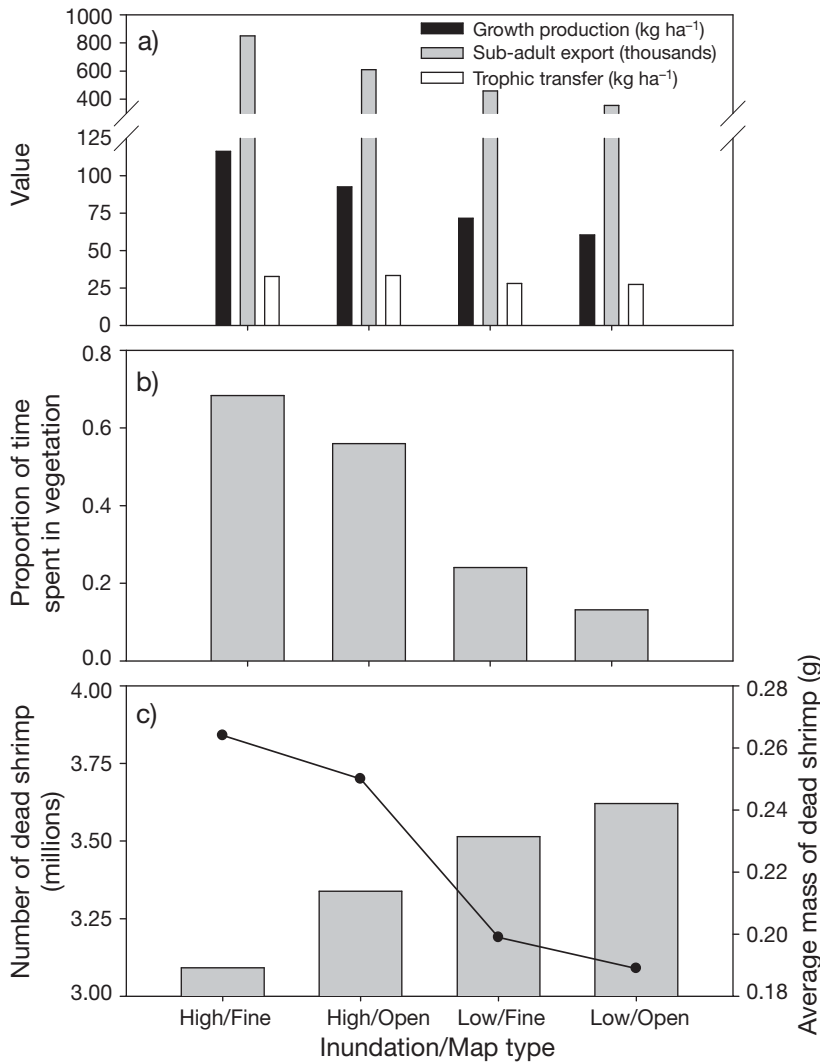 a)
Growth production (kg ha⁻¹)
Sub-adult export (thousands)
Trophic transfer (kg ha⁻¹)
Value
1000
800
600
400
125
100
75
50
25
0
b)
Proportion of time
spent in vegetation
0.8
0.6
0.4
0.2
0.0
c)
Number of dead shrimp
(millions)
4.00
3.75
3.50
3.25
3.00
0.28
0.26
0.24
0.22
0.20
0.18
Average mass of dead shrimp (g)
High/Fine High/Open Low/Fine Low/Open
Inundation/Map type